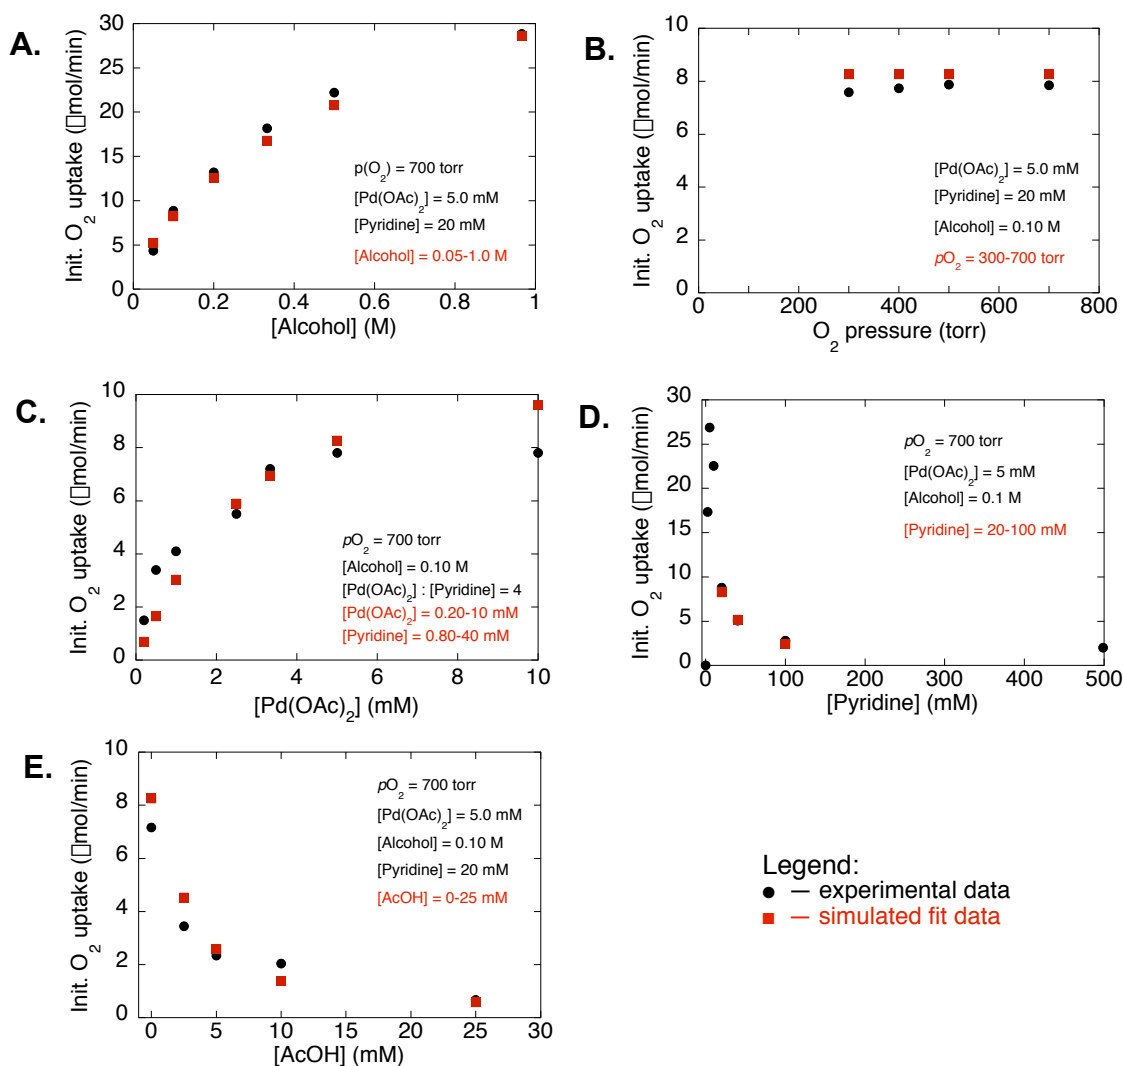 A.
30
25
20
15
10
5
0
Init. O2 uptake (▯mol/min)
p(O2) = 700 torr
[Pd(OAc)2] = 5.0 mM
[Pyridine] = 20 mM
[Alcohol] = 0.05-1.0 M
0 0.2 0.4 0.6 0.8 1
[Alcohol] (M)
B.
10
8
6
4
2
0
Init. O2 uptake (▯mol/min)
[Pd(OAc)2] = 5.0 mM
[Pyridine] = 20 mM
[Alcohol] = 0.10 M
pO2 = 300-700 torr
0 200 400 600 800
O2 pressure (torr)
C.
10
8
6
4
2
0
Init. O2 uptake (▯mol/min)
pO2 = 700 torr
[Alcohol] = 0.10 M
[Pd(OAc)2] : [Pyridine] = 4
[Pd(OAc)2] = 0.20-10 mM
[Pyridine] = 0.80-40 mM
0 2 4 6 8 10
[Pd(OAc)2] (mM)
D.
30
25
20
15
10
5
0
Init. O2 uptake (▯mol/min)
pO2 = 700 torr
[Pd(OAc)2] = 5 mM
[Alcohol] = 0.1 M
[Pyridine] = 20-100 mM
0 100 200 300 400 500
[Pyridine] (mM)
E.
10
8
6
4
2
0
Init. O2 uptake (▯mol/min)
pO2 = 700 torr
[Pd(OAc)2] = 5.0 mM
[Alcohol] = 0.10 M
[Pyridine] = 20 mM
[AcOH] = 0-25 mM
0 5 10 15 20 25 30
[AcOH] (mM)
Legend:
— experimental data
— simulated fit data